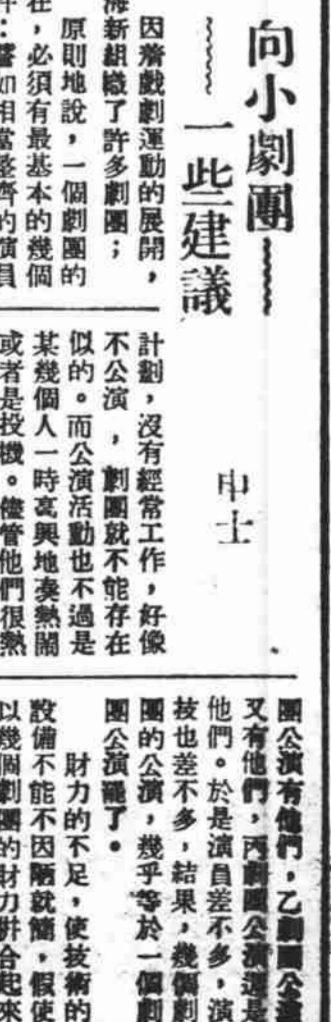 向小劇團
一些建議
申士
因着戲劇運動的展開,
海新組織了許多劇團;
原則地說,一個劇團的
在,必須有最基本的幾個
件:譬如相當整齊的演員
計劃,沒有經常工作,好像
不公演,劇團就不能存在
似的。而公演活動也不過是
某幾個人一時高興地湊熱鬧
或者是投機。儘管他們很熱
團公演有他們,乙劇團公演
又有他們,丙劇團公演還是
他們。於是演員差不多,演
技也差不多,結果,幾個劇
團的公演,幾乎等於一個劇
團公演罷了。
財力的不足,使技術的
設備不能不因陋就簡,假使
以幾個劇團的財力拼合起來